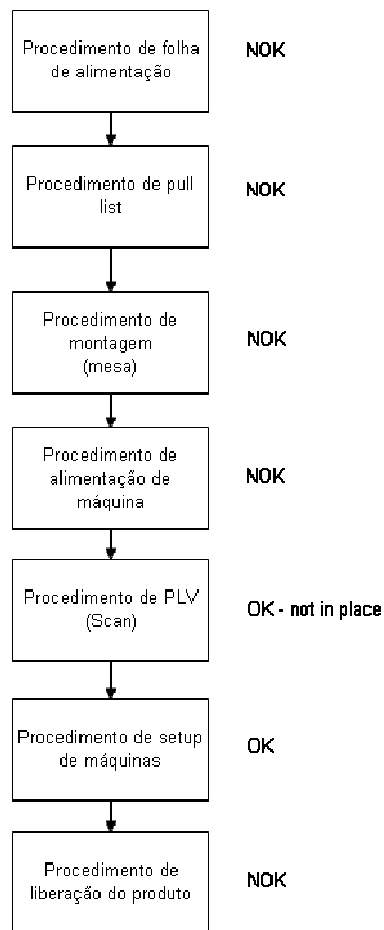 Procedimento de folha
de alimentação
NOK
Procedimento de pull
list
NOK
Procedimento de
montagem
(mesa)
NOK
Procedimento de
alimentação de
máquina
NOK
Procedimento de PLV
(Scan)
OK - not in place
Procedimento de setup
de máquinas
OK
Procedimento de
liberação do produto
NOK